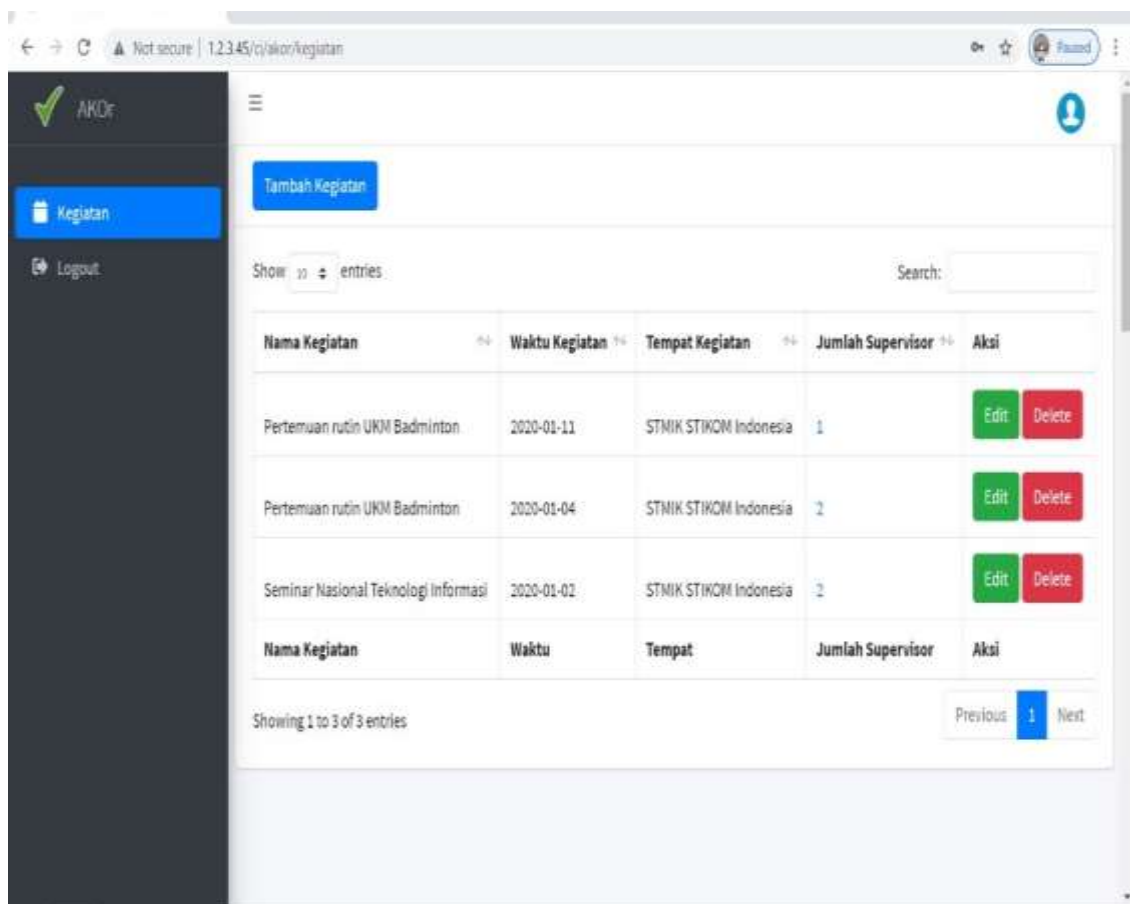 Not secure | 1.2.3.45/ci/akor/kegiatan
Paused
AKOr
Kegiatan
Logout
Tambah Kegiatan
Show 10 entries
Search:
Nama Kegiatan Waktu Kegiatan Tempat Kegiatan Jumlah Supervisor Aksi
Pertemuan rutin UKM Badminton 2020-01-11 STMIK STIKOM Indonesia 1 Edit Delete
Pertemuan rutin UKM Badminton 2020-01-04 STMIK STIKOM Indonesia 2 Edit Delete
Seminar Nasional Teknologi Informasi 2020-01-02 STMIK STIKOM Indonesia 2 Edit Delete
Nama Kegiatan Waktu Tempat Jumlah Supervisor Aksi
Showing 1 to 3 of 3 entries
Previous 1 Next